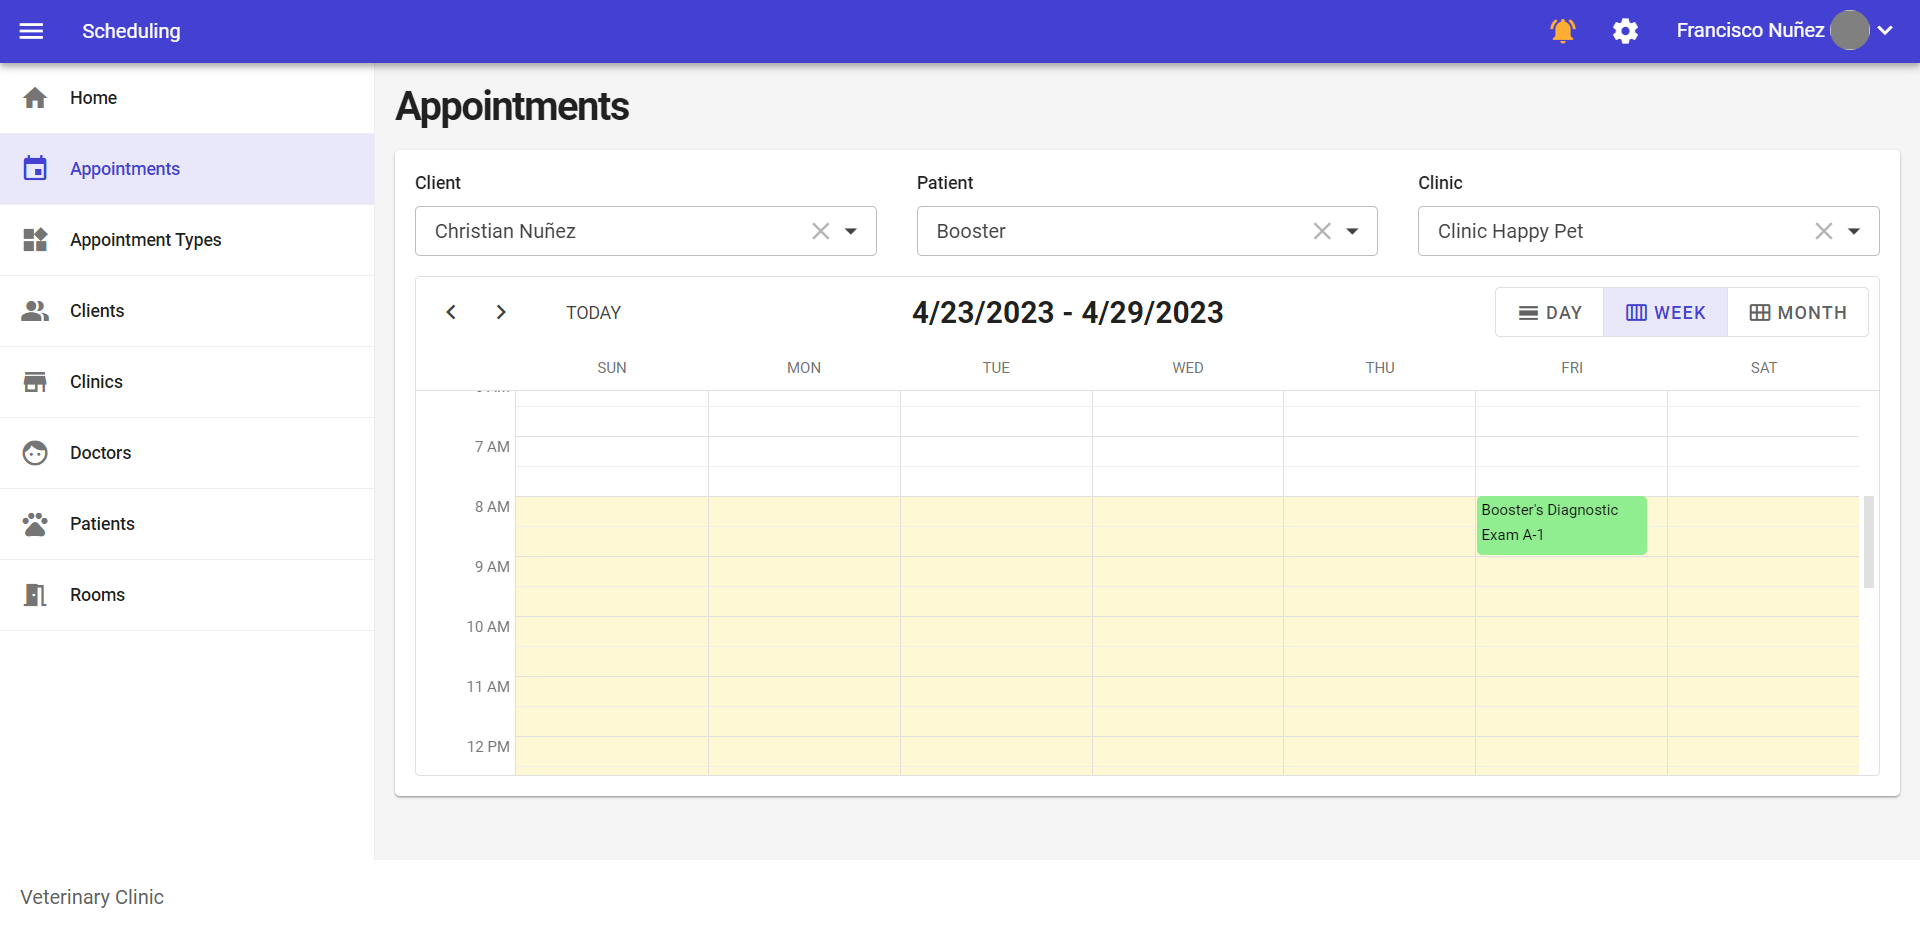 Scheduling
Francisco Nuñez
Home
Appointments
Appointment Types
Clients
Clinics
Doctors
Patients
Rooms
Appointments
Client
Patient
Clinic
Christian Nuñez
Booster
Clinic Happy Pet
TODAY
4/23/2023 - 4/29/2023
DAY
WEEK
MONTH
SUN
MON
TUE
WED
THU
FRI
SAT
7 AM
8 AM
Booster's Diagnostic
Exam A-1
9 AM
10 AM
11 AM
12 PM
Veterinary Clinic